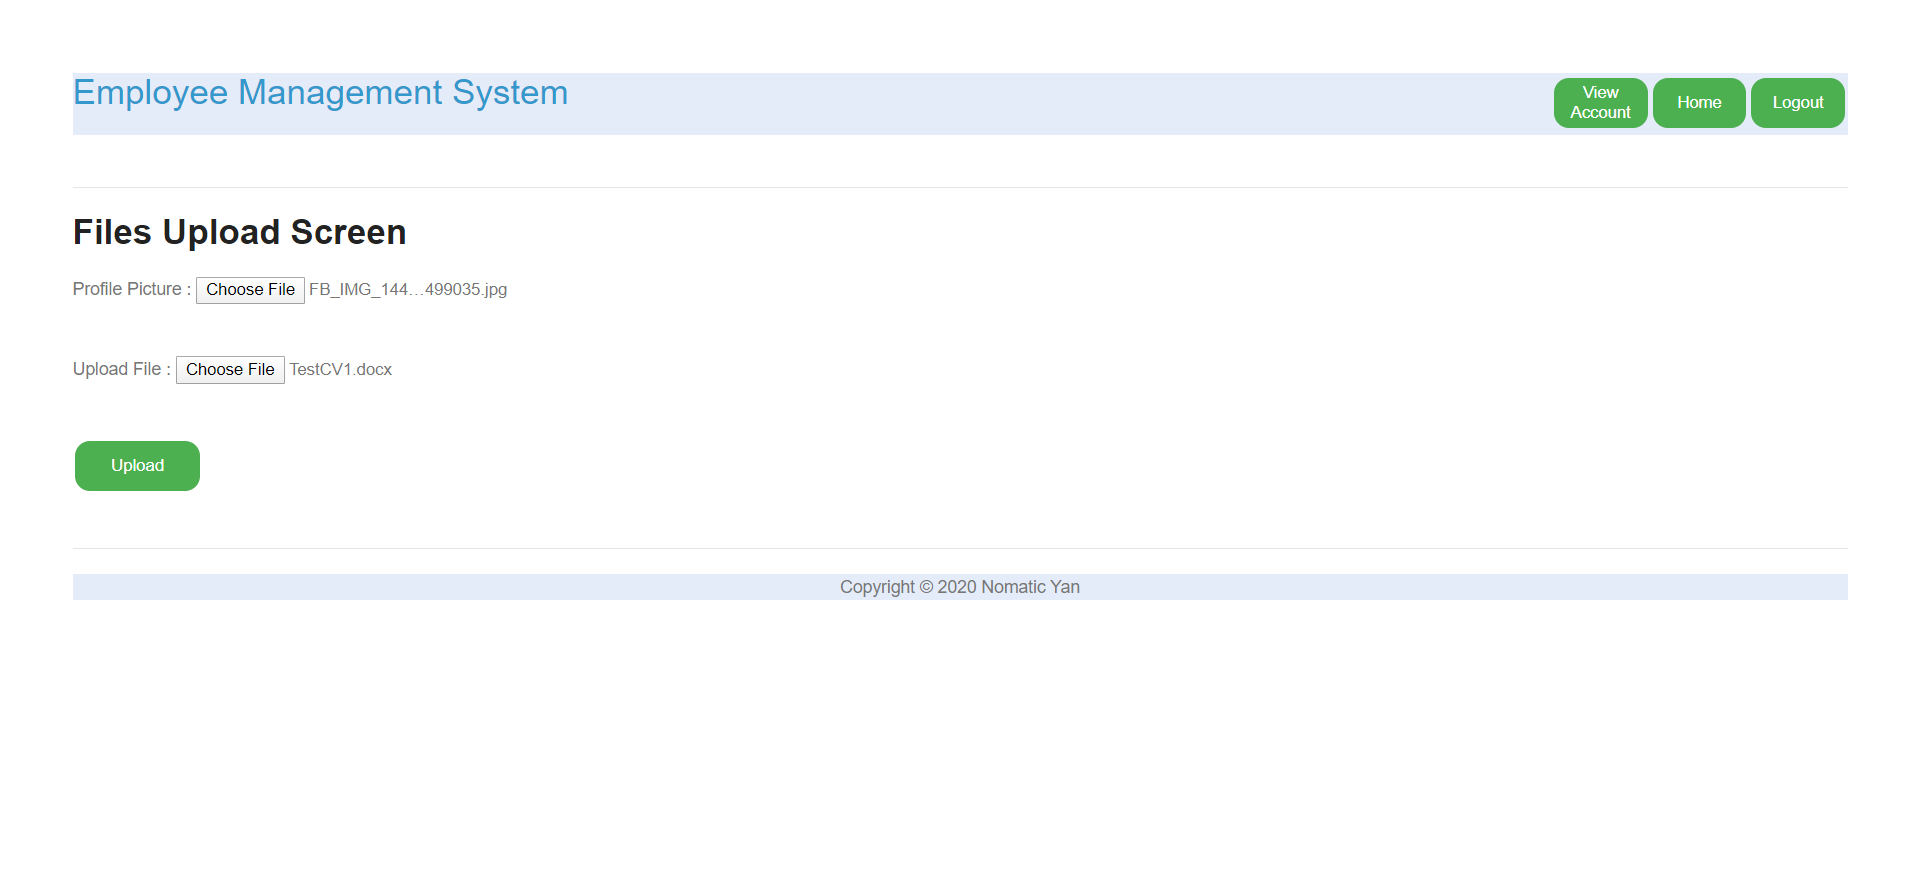 Employee Management System
View
Account
Home
Logout
Files Upload Screen
Profile Picture : Choose File FB_IMG_144…499035.jpg
Upload File : Choose File TestCV1.docx
Upload
Copyright © 2020 Nomatic Yan